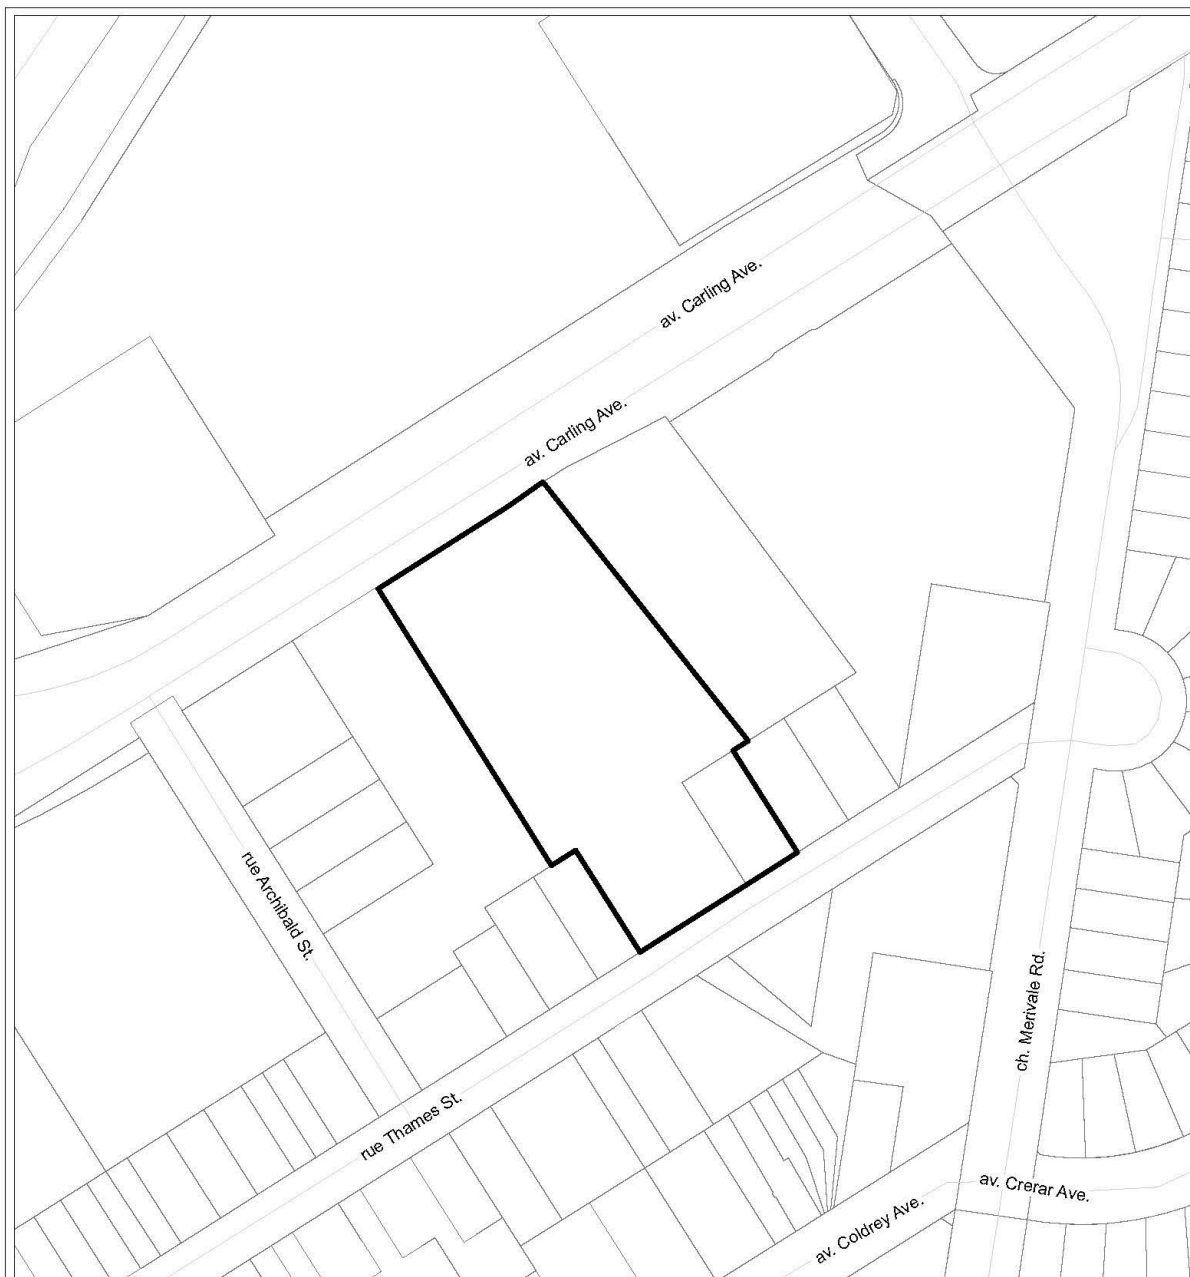 av. Carling Ave.
av. Carling Ave.
rue Archibald St.
ch. Merivale Rd.
rue Thames St.
av. Crerar Ave.
av. Coldrey Ave.